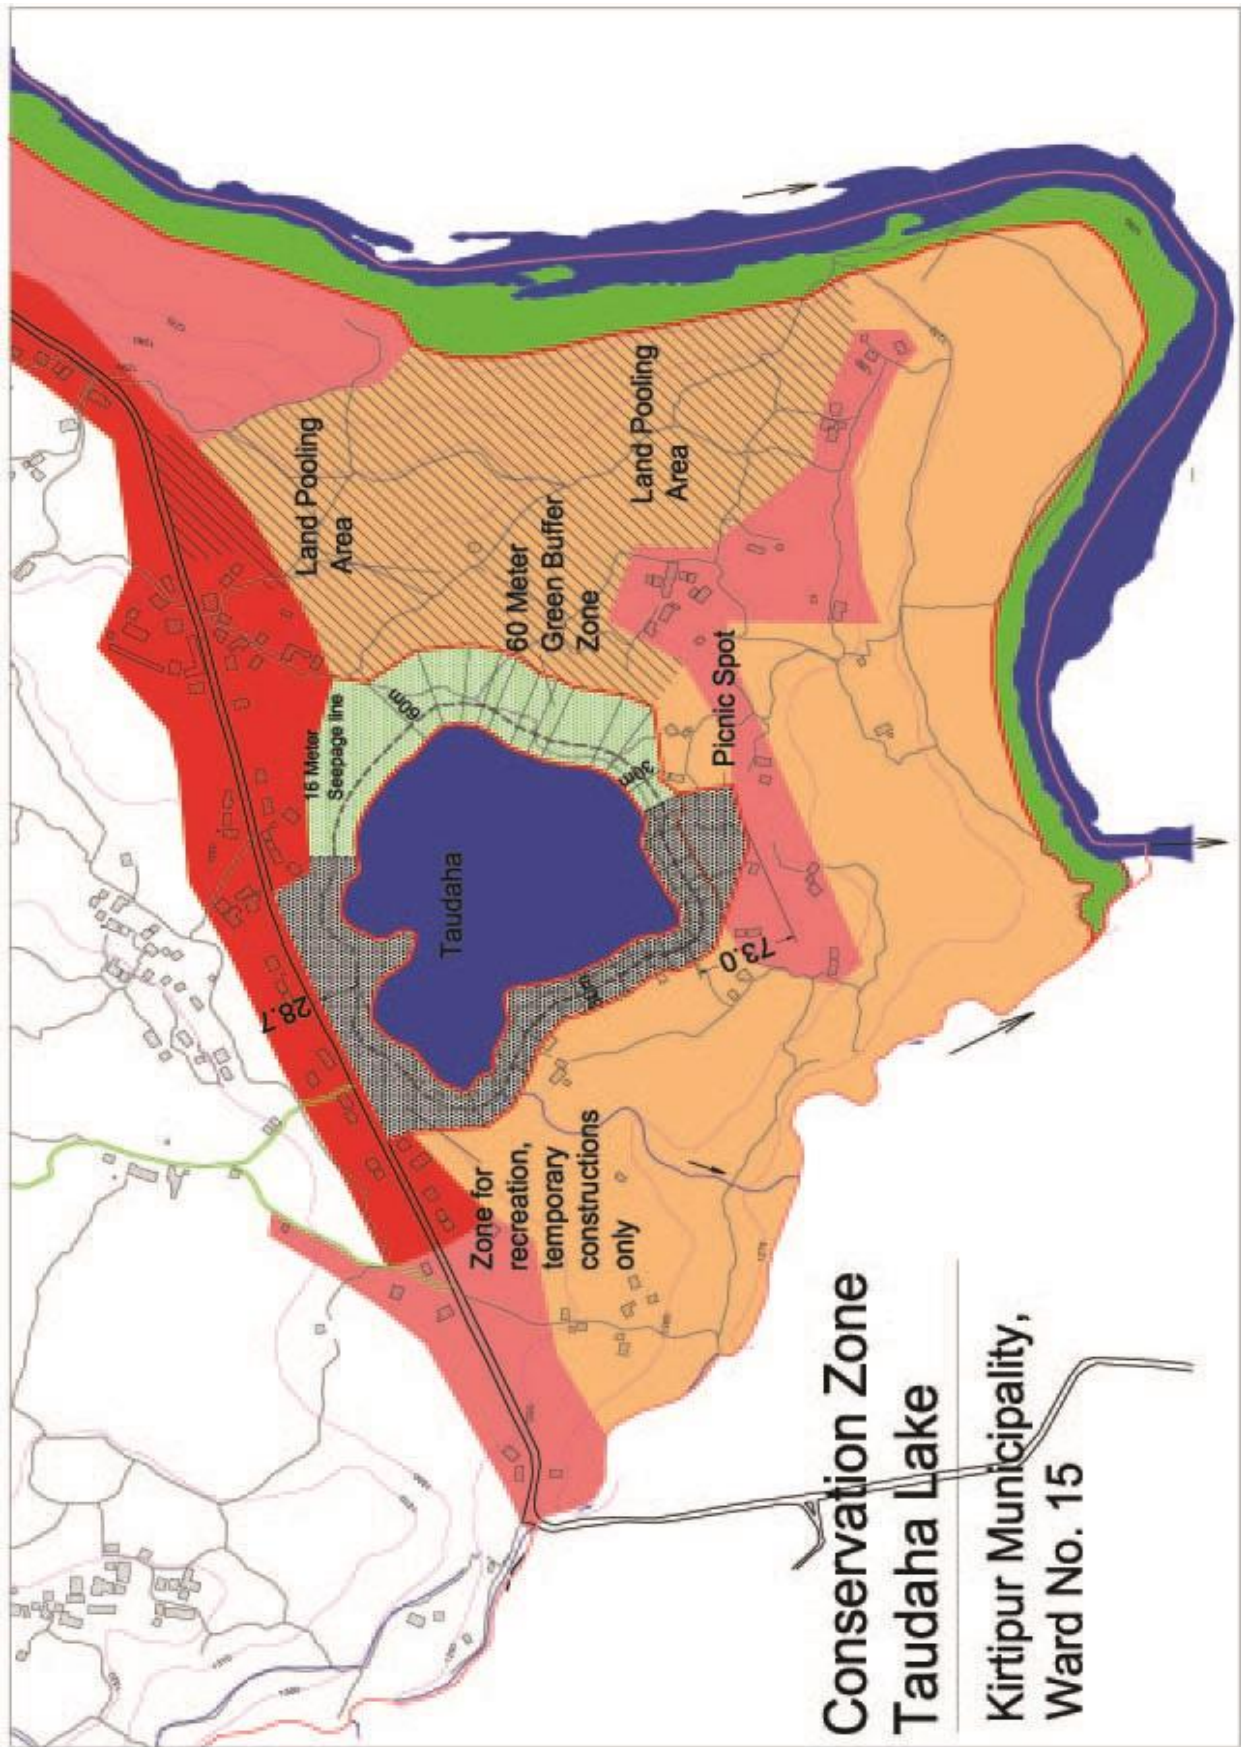 Conservation Zone
Taudaha Lake
Kirtipur Municipality,
Ward No. 15
Taudaha
16 Meter
Seepage line
60m
30m
28.7
73.0
Land Pooling
Area
Land Pooling
Area
60 Meter
Green Buffer
Zone
Picnic Spot
Zone for
recreation,
temporary
constructions
only